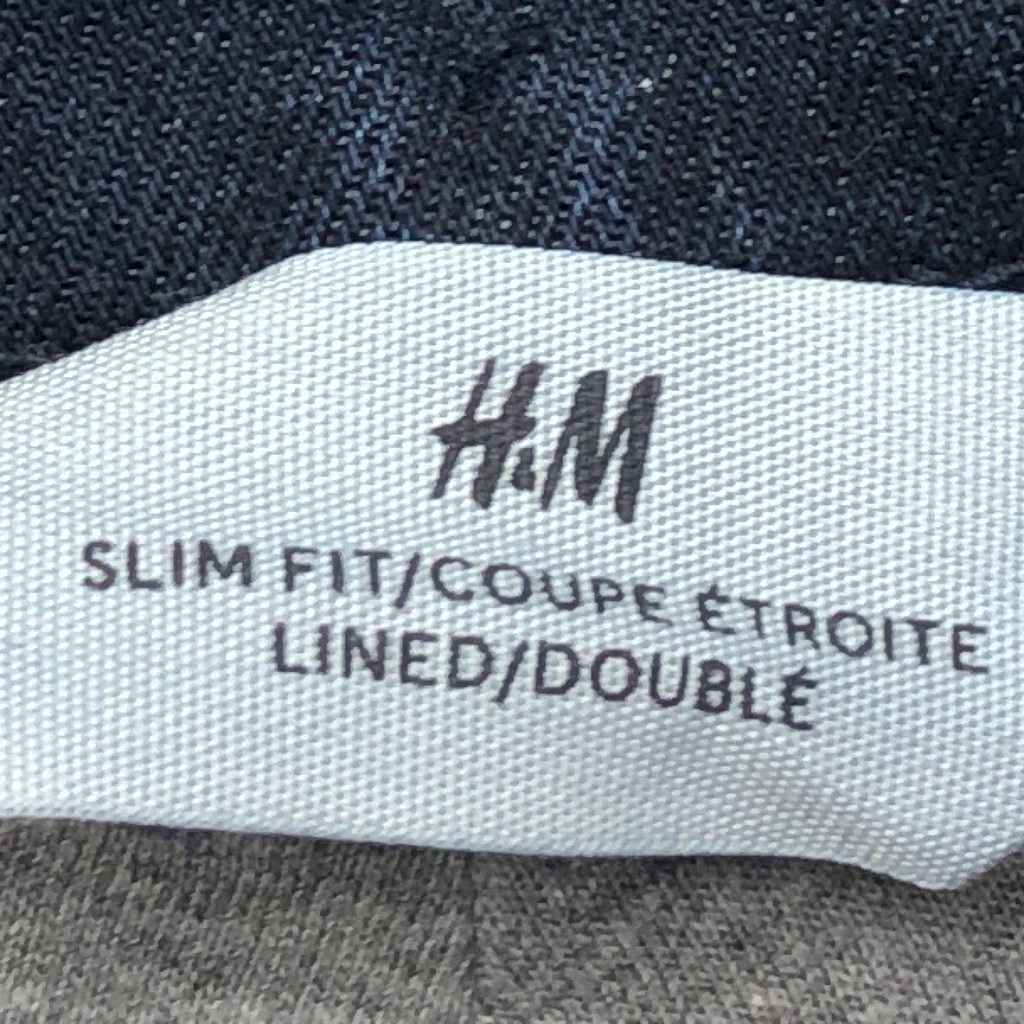 H&M
SLIM FIT/COUPE ÉTROITE
LINED/DOUBLÉ